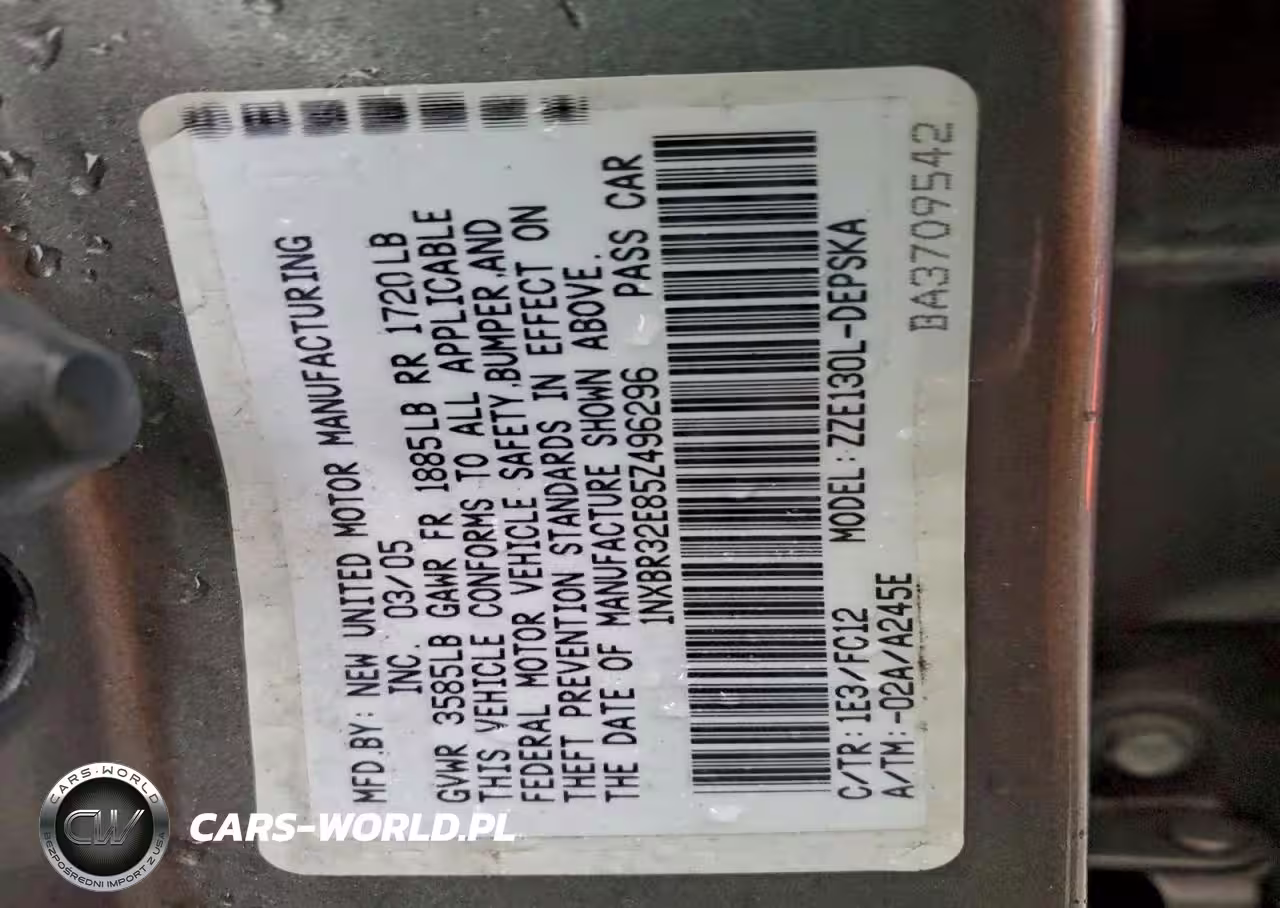 MFD.BY: NEW UNITED MOTOR MANUFACTURING
INC. 03/05
GVWR 3585LB GAWR FR 1885LB RR 1720LB
THIS VEHICLE CONFORMS TO ALL APPLICABLE
FEDERAL MOTOR VEHICLE SAFETY,BUMPER,AND
THEFT PREVENTION STANDARDS IN EFFECT ON
THE DATE OF MANUFACTURE SHOWN ABOVE.
1NXBR32E85Z496296 PASS CAR
C/TR:1E3/FC12 MODEL:ZZE130L-DEPSKA
A/TM:-02A/A245E
BA3709542
CARS-WORLD
CW
BEZPOŚREDNI IMPORT Z USA
CARS-WORLD.PL